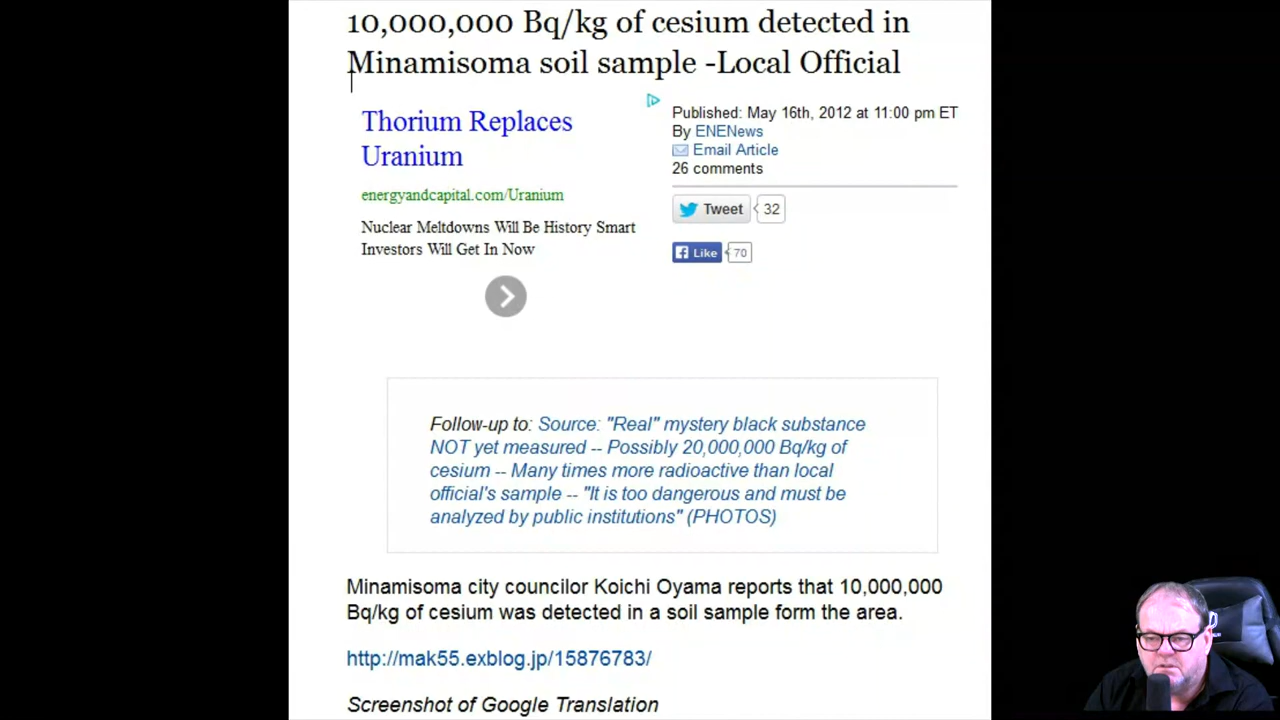 10,000,000 Bq/kg of cesium detected in
Minamisoma soil sample -Local Official
Thorium Replaces
Uranium
energyandcapital.com/Uranium
Nuclear Meltdowns Will Be History Smart
Investors Will Get In Now
Published: May 16th, 2012 at 11:00 pm ET
By ENENews
Email Article
26 comments
Tweet 32
Like 70
Follow-up to: Source: "Real" mystery black substance
NOT yet measured -- Possibly 20,000,000 Bq/kg of
cesium -- Many times more radioactive than local
official's sample -- "It is too dangerous and must be
analyzed by public institutions" (PHOTOS)
Minamisoma city councilor Koichi Oyama reports that 10,000,000
Bq/kg of cesium was detected in a soil sample form the area.
http://mak55.exblog.jp/15876783/
Screenshot of Google Translation